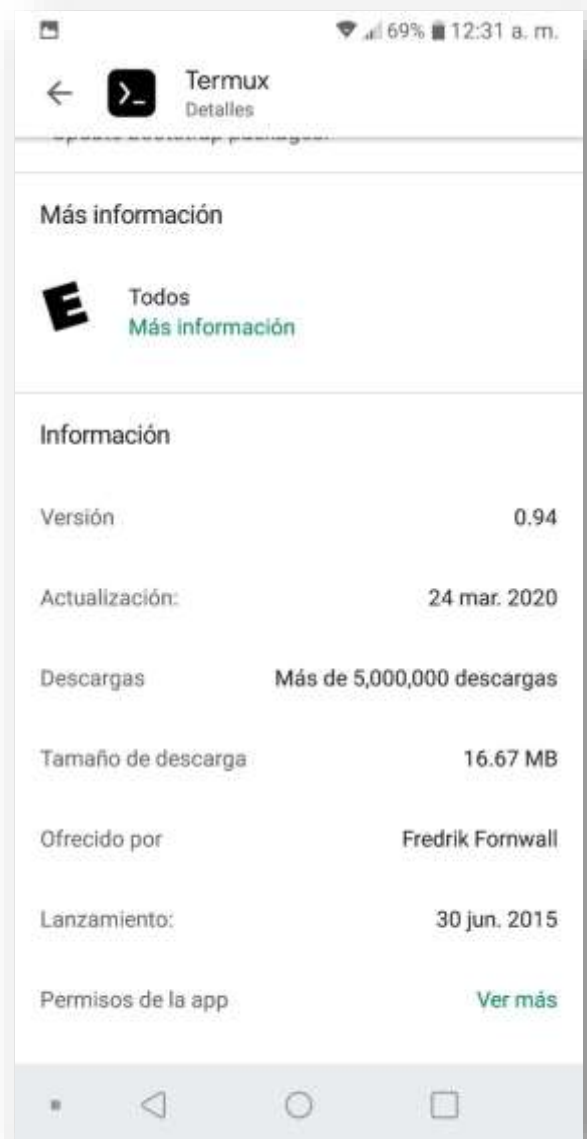 69% 12:31 a. m.
Termux
Detalles
Más información
E
Todos
Más información
Información
Versión 0.94
Actualización: 24 mar. 2020
Descargas Más de 5,000,000 descargas
Tamaño de descarga 16.67 MB
Ofrecido por Fredrik Fornwall
Lanzamiento: 30 jun. 2015
Permisos de la app Ver más